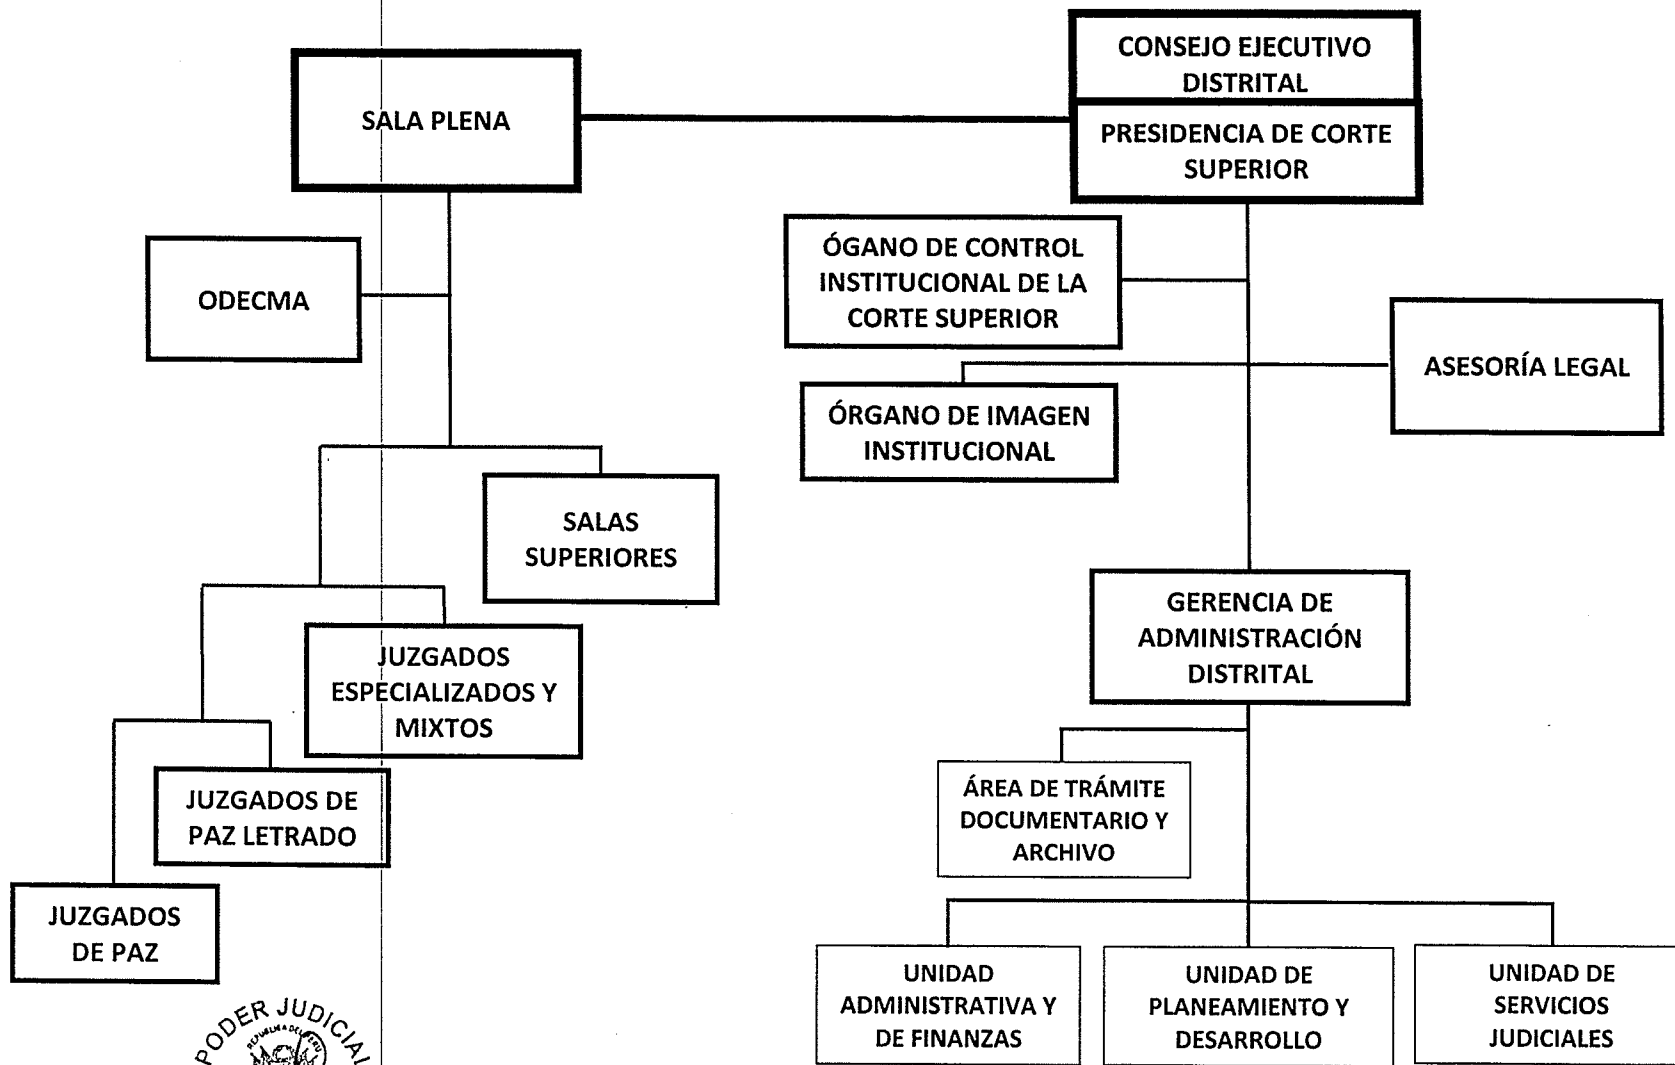 CONSEJO EJECUTIVO
DISTRITAL
SALA PLENA
PRESIDENCIA DE CORTE
SUPERIOR
ÓGANO DE CONTROL
INSTITUCIONAL DE LA
CORTE SUPERIOR
ODECMA
ASESORÍA LEGAL
ÓRGANO DE IMAGEN
INSTITUCIONAL
SALAS
SUPERIORES
GERENCIA DE
ADMINISTRACIÓN
DISTRITAL
JUZGADOS
ESPECIALIZADOS Y
MIXTOS
JUZGADOS DE
PAZ LETRADO
ÁREA DE TRÁMITE
DOCUMENTARIO Y
ARCHIVO
JUZGADOS
DE PAZ
UNIDAD
ADMINISTRATIVA Y
DE FINANZAS
UNIDAD DE
PLANEAMIENTO Y
DESARROLLO
UNIDAD DE
SERVICIOS
JUDICIALES
PODER JUDICIAL
REPUBLICA DEL PERU